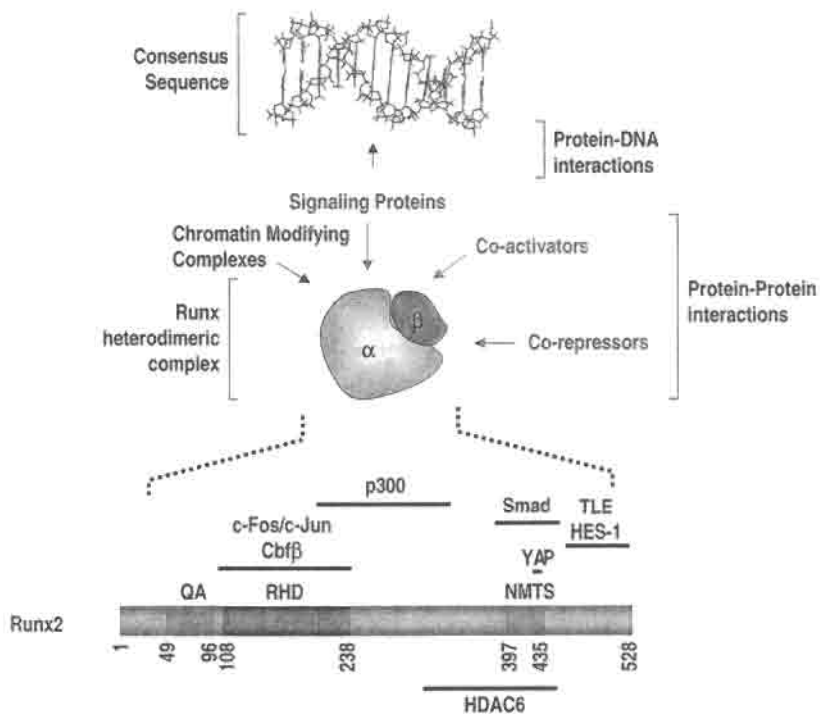 Consensus
Sequence
Protein-DNA
interactions
Signaling Proteins
Chromatin Modifying
Complexes
Co-activators
Runx
heterodimeric
complex
α
β
Protein-Protein
interactions
Co-repressors
p300
Smad
TLE
HES-1
c-Fos/c-Jun
Cbfβ
YAP
QA
RHD
NMTS
Runx2
1
49
96
108
238
397
435
528
HDAC6